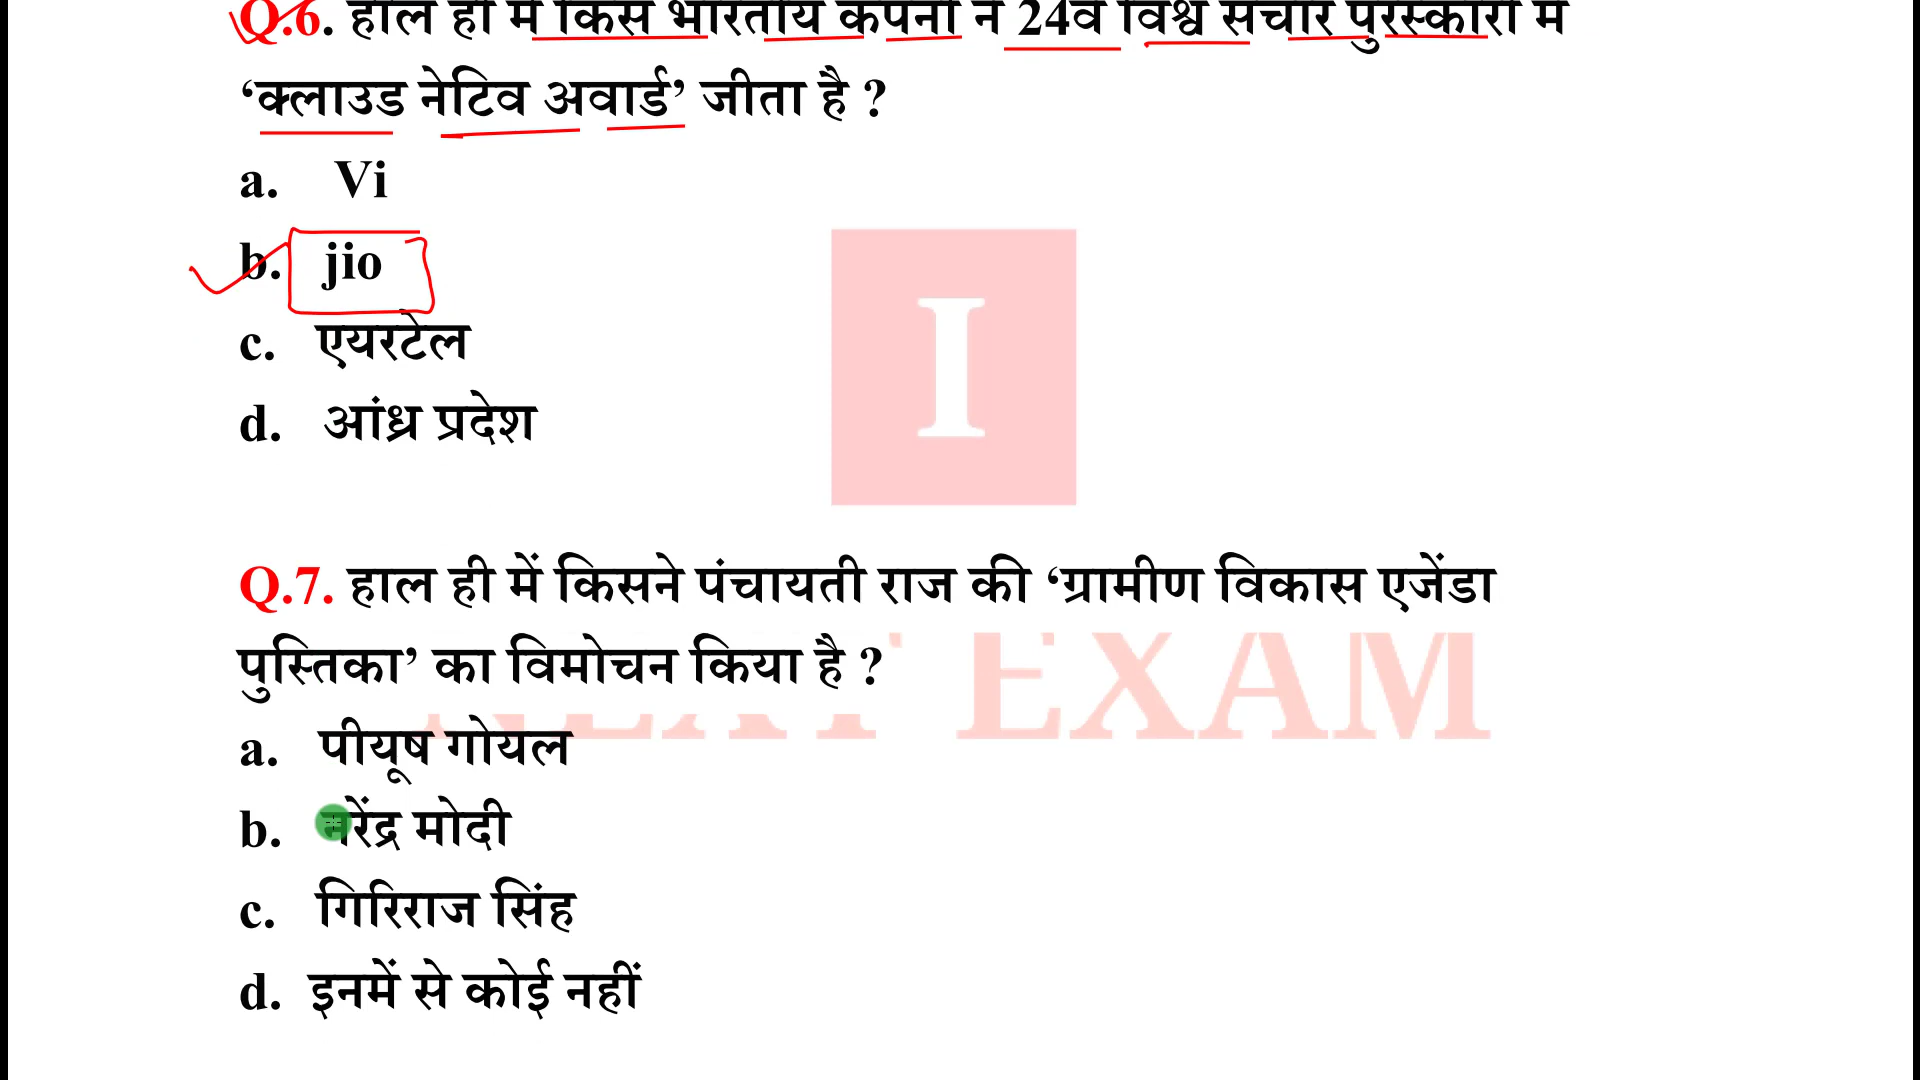 Q.6. हाल ही में किस भारतीय कंपनी ने 24वें विश्व संचार पुरस्कारों में
‘क्लाउड नेटिव अवार्ड’ जीता है ?
a. Vi
b. jio
c. एयरटेल
d. आंध्र प्रदेश
I
Q.7. हाल ही में किसने पंचायती राज की ‘ग्रामीण विकास एजेंडा
पुस्तिका’ का विमोचन किया है ?
NEXT EXAM
a. पीयूष गोयल
b. नरेंद्र मोदी
c. गिरिराज सिंह
d. इनमें से कोई नहीं